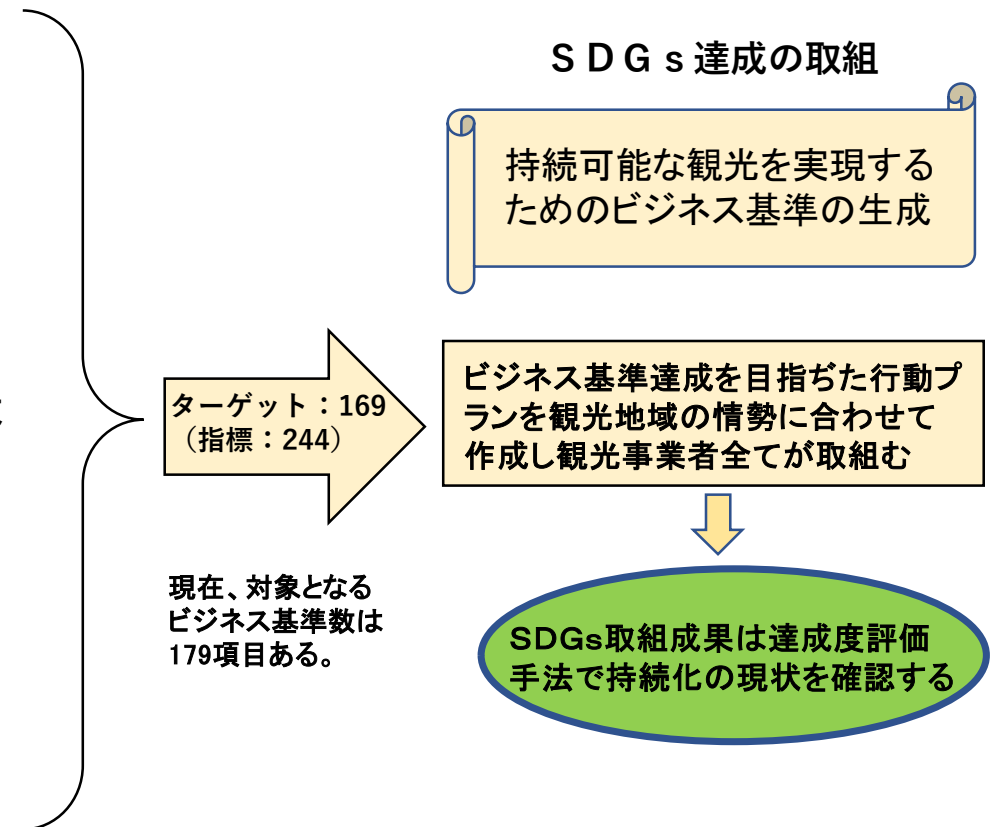 ＳＤＧｓ達成の取組
持続可能な観光を実現する
ためのビジネス基準の生成
ターゲット：169
（指標：244）
ビジネス基準達成を目指ぢた行動プ
ランを観光地域の情勢に合わせて
作成し観光事業者全てが取組む
現在、対象となる
ビジネス基準数は
179項目ある。
SDGs取組成果は達成度評価
手法で持続化の現状を確認する